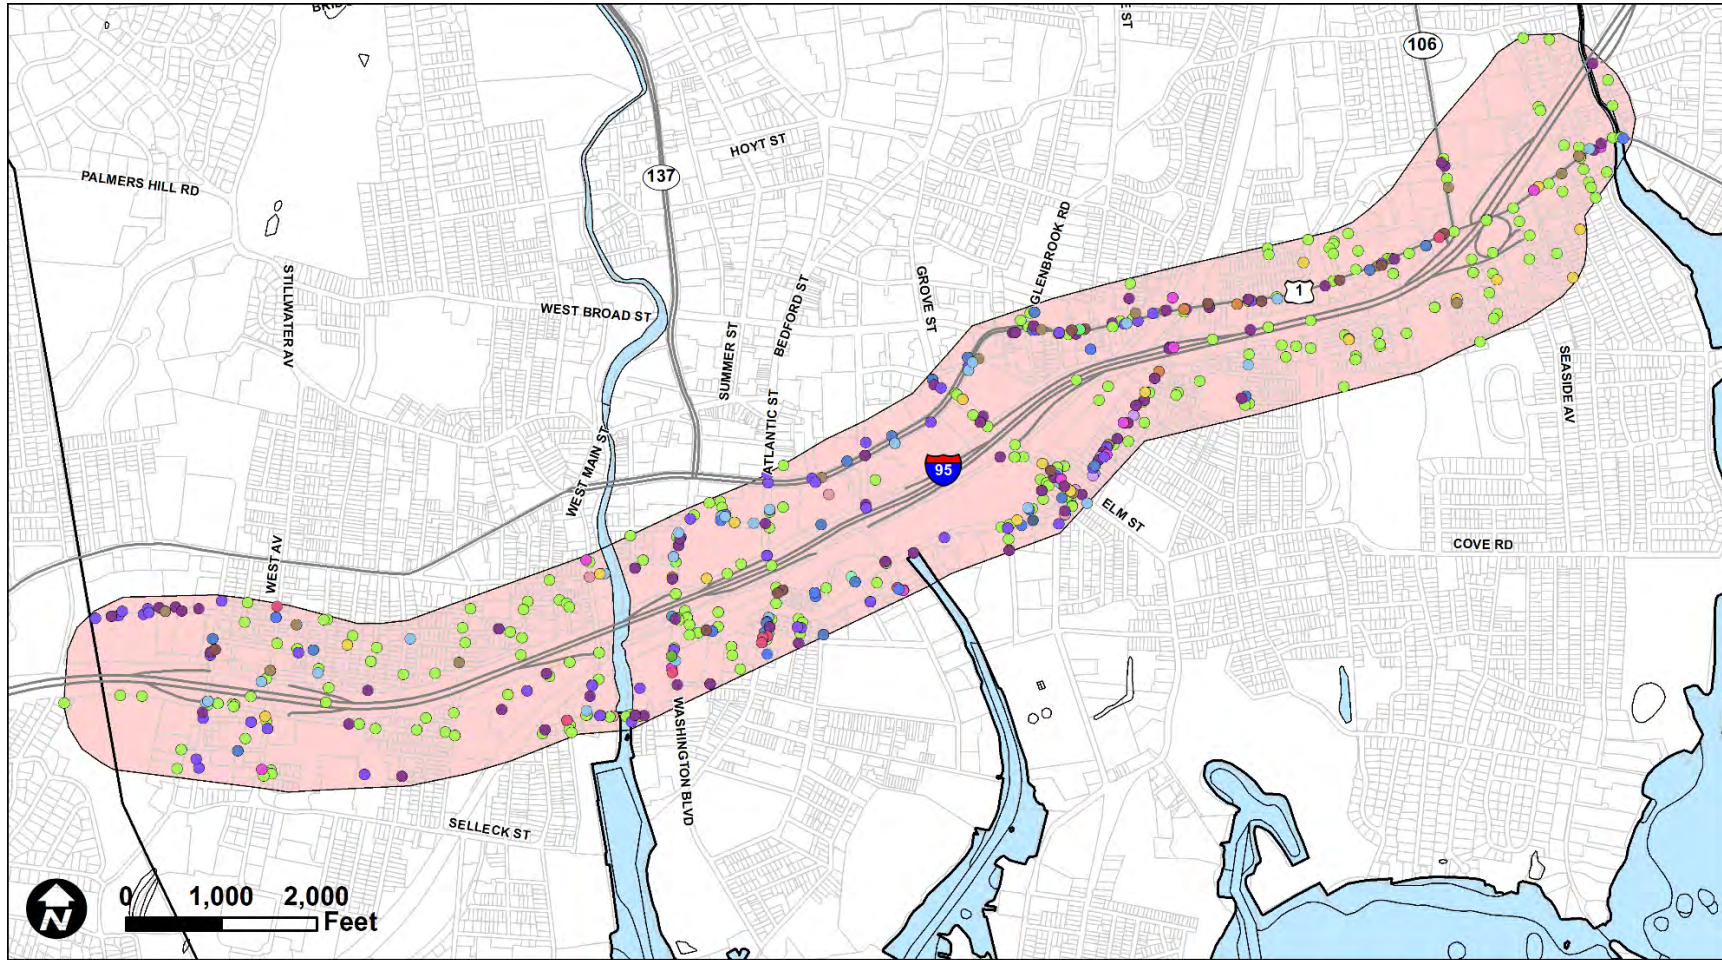 106
HOYT ST
137
PALMERS HILL RD
GLENBROOK RD
STILLWATER AV
BEDFORD ST
GROVE ST
1
WEST BROAD ST
SUMMER ST
SEASIDE AV
ATLANTIC ST
WEST MAIN ST
95
ELM ST
COVE RD
WEST AV
WASHINGTON BLVD
SELLECK ST
N
0 1,000 2,000
Feet